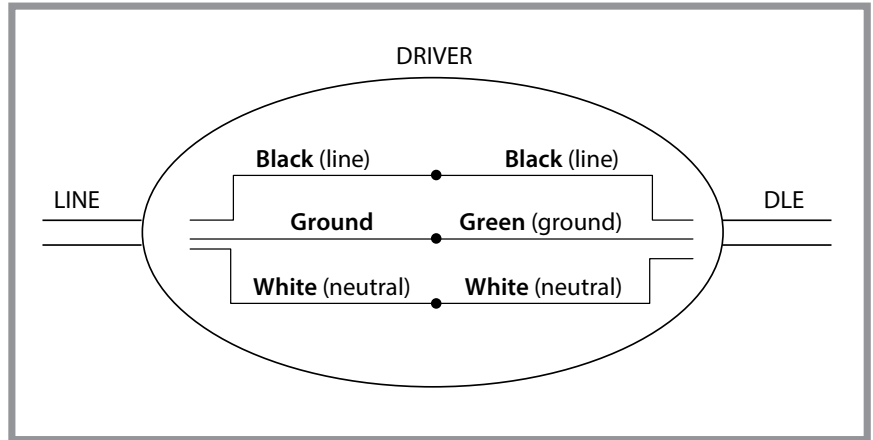 DRIVER
Black (line) Black (line)
LINE DLE
Ground Green (ground)
White (neutral) White (neutral)